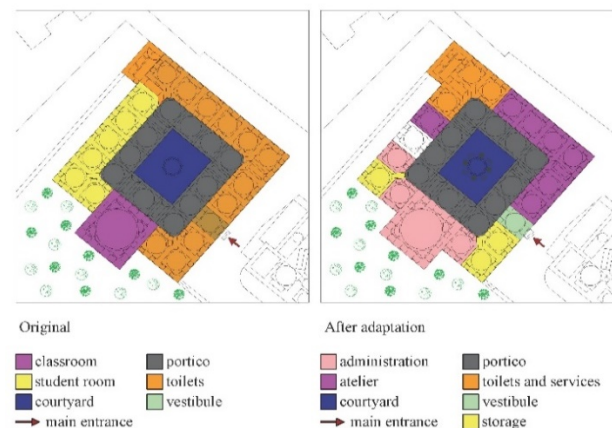 Original
classroom
portico
student room
toilets
courtyard
vestibule
main entrance
After adaptation
administration
portico
atelier
toilets and services
courtyard
vestibule
main entrance
storage